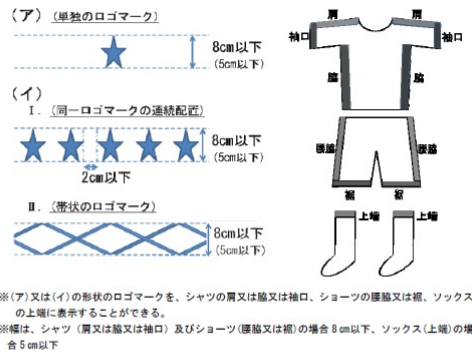 （ア）（単独のロゴマーク）
8cm以下
（5cm以下）
（イ）
Ⅰ．（同一ロゴマークの連続配置）
8cm以下
（5cm以下）
2cm以下
Ⅱ．（帯状のロゴマーク）
8cm以下
（5cm以下）
肩 肩
袖口 袖口
脇 脇
腰脇 腰脇
裾 裾
上端 上端
※（ア）又は（イ）の形状のロゴマークを、シャツの肩又は脇又は袖口、ショーツの腰脇又は裾、ソックス
の上端に表示することができる。
※幅は、シャツ（肩又は脇又は袖口）及びショーツ（腰脇又は裾）の場合8cm以下、ソックス（上端）の場
合5cm以下